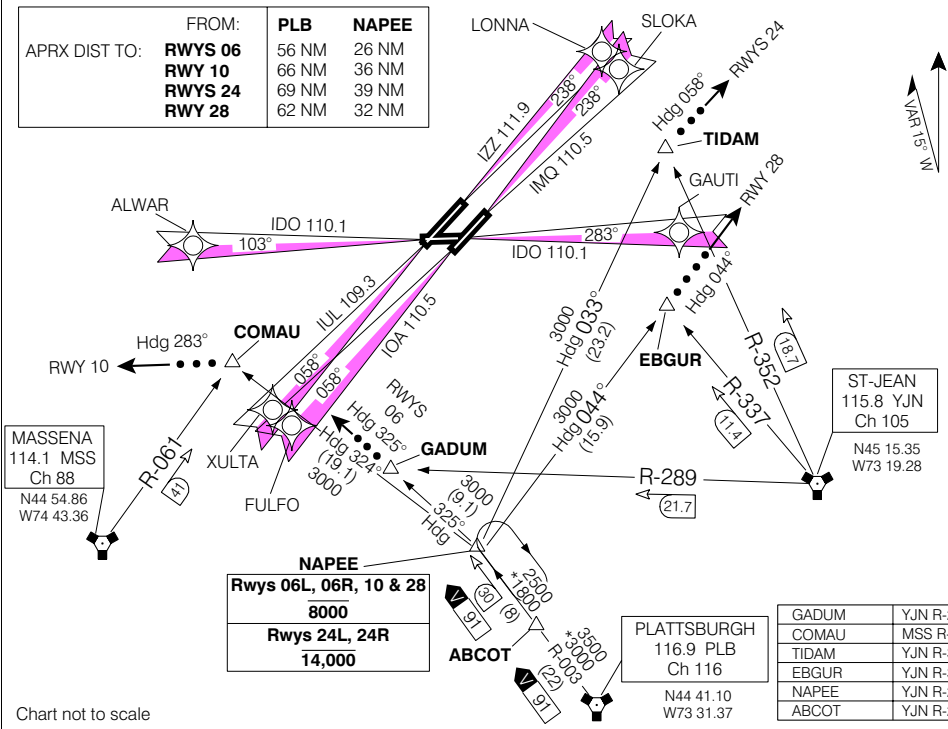 FROM: PLB NAPEE
APRX DIST TO: RWYS 06 56 NM 26 NM
RWY 10 66 NM 36 NM
RWYS 24 69 NM 39 NM
RWY 28 62 NM 32 NM
LONNA
SLOKA
RWYS 24
238°
238°
Hdg 058°
VAR 15° W
IZZ 111.9
IMQ 110.5
TIDAM
GAUTI
RWY 28
ALWAR
IDO 110.1
103°
283°
IDO 110.1
Hdg 044°
IUL 109.3
IOA 110.5
3000
Hdg 033°
(23.2)
EBGUR
R-352
18.7
R-337
11.4
3000
Hdg 044°
(15.9)
Hdg 283°
COMAU
RWY 10
058°
058°
RWYS
06
Hdg 325°
Hdg 324°
(19.1)
3000
GADUM
ST-JEAN
115.8 YJN
Ch 105
N45 15.35
W73 19.28
MASSENA
114.1 MSS
Ch 88
N44 54.86
W74 43.36
R-061
41
XULTA
FULFO
R-289
21.7
3000
(9.1)
325°
Hdg
NAPEE
Rwys 06L, 06R, 10 & 28
8000
Rwys 24L, 24R
14,000
2500
*1800
30
(8)
V
91
ABCOT
3500
*3000
R-003
(22)
V
91
PLATTSBURGH
116.9 PLB
Ch 116
N44 41.10
W73 31.37
GADUM YJN R-
COMAU MSS R-
TIDAM YJN R-
EBGUR YJN R-
NAPEE YJN R-
ABCOT YJN R-
Chart not to scale